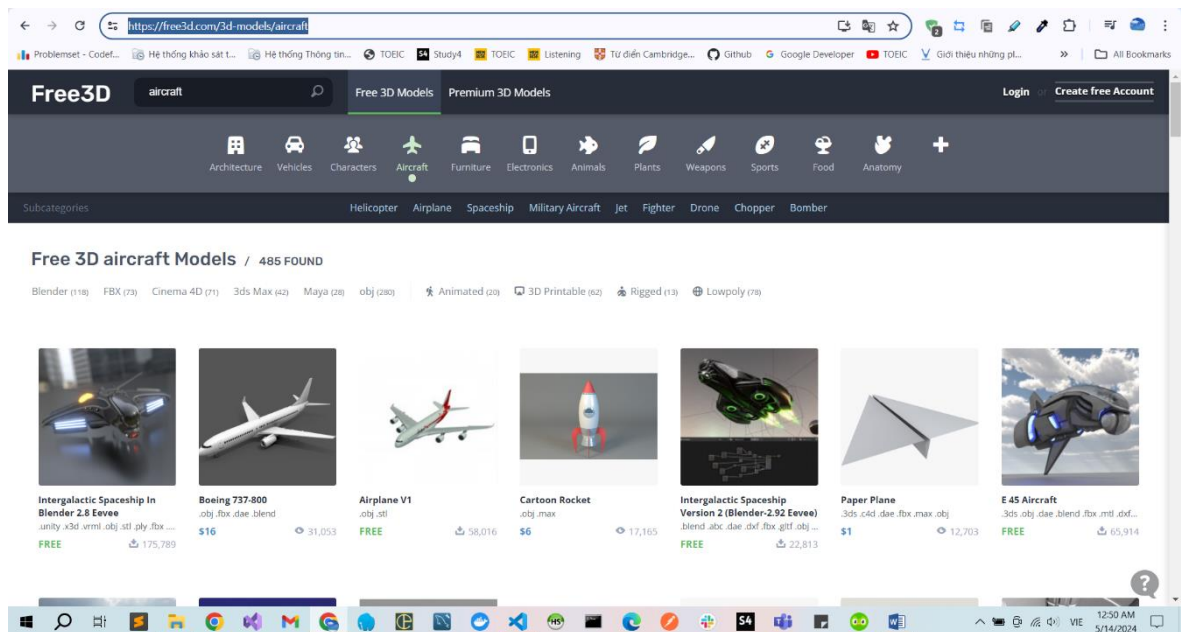 https://free3d.com/3d-models/aircraft
Problemset - Codef... Hệ thống khảo sát t... Hệ thống Thông tin... TOEIC S4 Study4 TOEIC Listening Từ điển Cambridge... Github Google Developer TOEIC Giới thiệu những pl... » All Bookmarks
Free3D aircraft Free 3D Models Premium 3D Models Login or Create free Account
Architecture Vehicles Characters Aircraft Furniture Electronics Animals Plants Weapons Sports Food Anatomy
Subcategories Helicopter Airplane Spaceship Military Aircraft Jet Fighter Drone Chopper Bomber
Free 3D aircraft Models / 485 FOUND
Blender (118) FBX (73) Cinema 4D (71) 3ds Max (42) Maya (28) obj (280) Animated (20) 3D Printable (62) Rigged (13) Lowpoly (78)
Intergalactic Spaceship In
Blender 2.8 Eevee
.unity .x3d .vrml .obj .stl .ply .fbx ....
FREE 175,789
Boeing 737-800
.obj .fbx .dae .blend
$16 31,053
Airplane V1
.obj .stl
FREE 58,016
Cartoon Rocket
.obj .max
$6 17,165
Intergalactic Spaceship
Version 2 (Blender-2.92 Eevee)
.blend .abc .dae .dxf .fbx .gltf .obj ...
FREE 22,813
Paper Plane
.3ds .c4d .dae .fbx .max .obj
$1 12,703
E 45 Aircraft
.3ds .obj .dae .blend .fbx .mtl .dxf...
FREE 65,914
?
S4 VIE 12:50 AM
5/14/2024